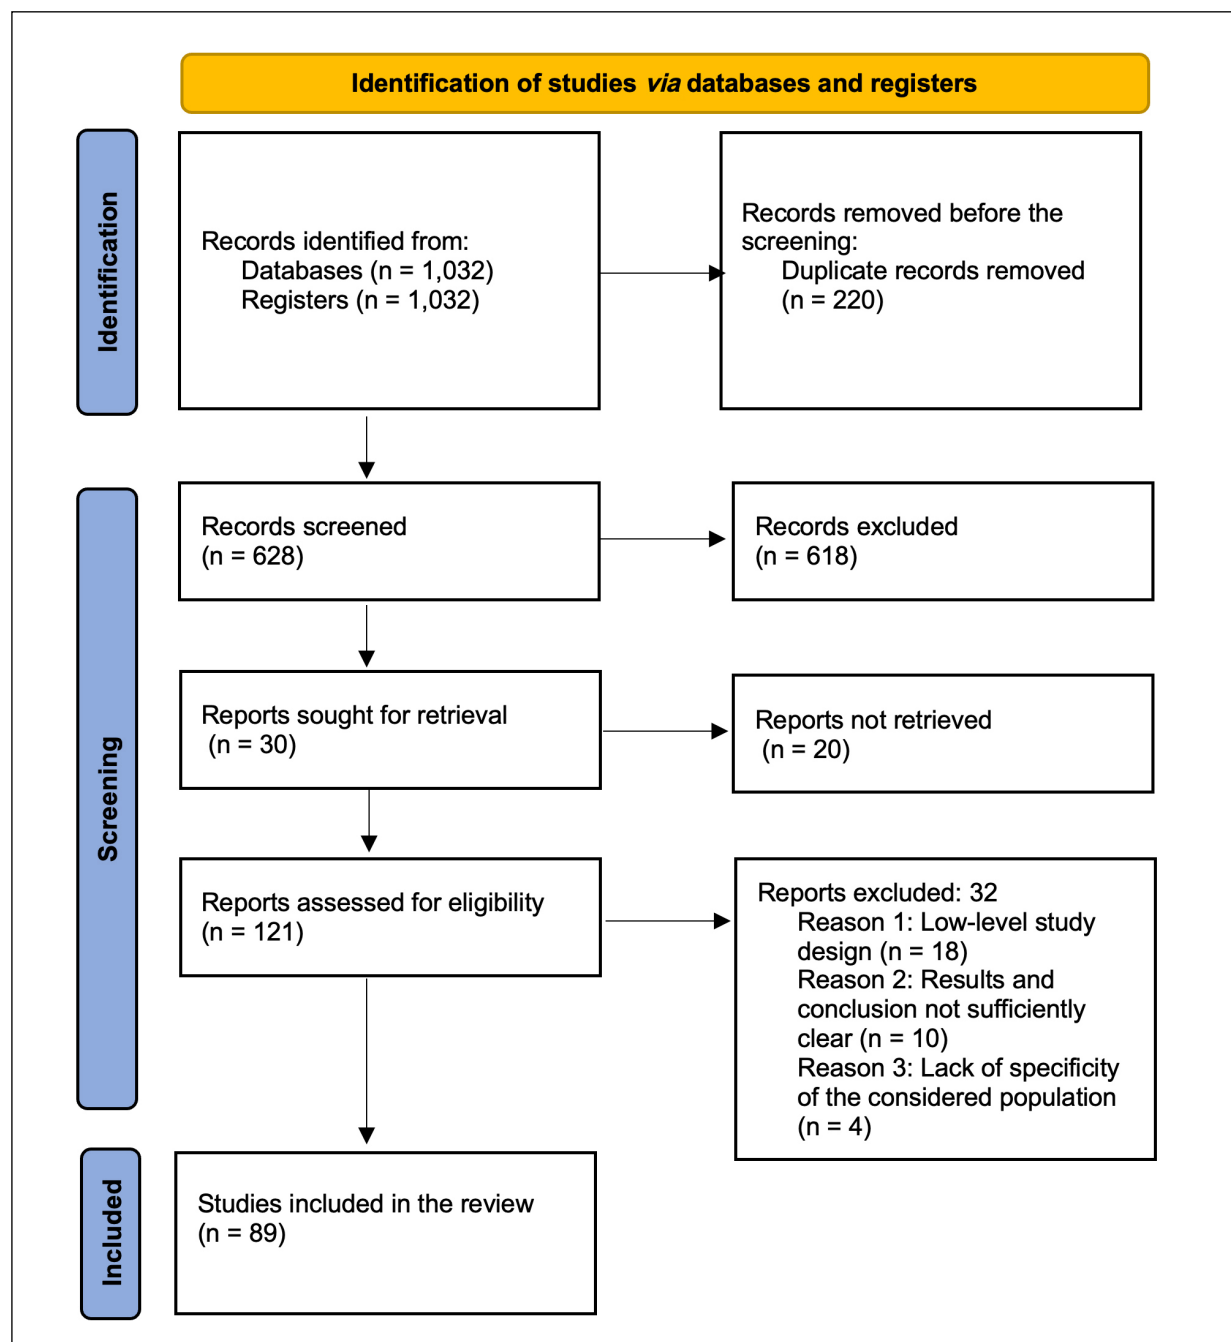 Identification of studies via databases and registers
Identification
Records identified from:
Databases (n = 1,032)
Registers (n = 1,032)
Records removed before the
screening:
Duplicate records removed
(n = 220)
Screening
Records screened
(n = 628)
Records excluded
(n = 618)
Reports sought for retrieval
(n = 30)
Reports not retrieved
(n = 20)
Reports assessed for eligibility
(n = 121)
Reports excluded: 32
Reason 1: Low-level study
design (n = 18)
Reason 2: Results and
conclusion not sufficiently
clear (n = 10)
Reason 3: Lack of specificity
of the considered population
(n = 4)
Included
Studies included in the review
(n = 89)